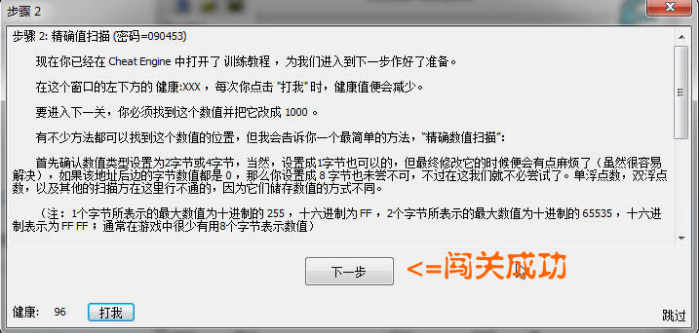 步骤 2
步骤 2: 精确值扫描 (密码=090453)
现在你已经在 Cheat Engine 中打开了 训练教程 ，为我们进入到下一步作好了准备。
在这个窗口的左下方的 健康:XXX ，每次你点击 "打我" 时，健康值便会减少。
要进入下一关，你必须找到这个数值并把它改成 1000 。
有不少方法都可以找到这个数值的位置，但我会告诉你一个最简单的方法，"精确数值扫描"：
首先确认数值类型设置为2字节或4字节，当然，设置成1字节也可以的，但最终修改它的时候便会有点麻烦了（虽然很容易
解决），如果该地址后边的字节数值都是 0 ，那么你设置成 8 字节也未尝不可，不过在这我们就不必尝试了。单浮点数，双浮点
数，以及其他的扫描方在这里行不通的，因为它们储存数值的方式不同。
（注：1个字节所表示的最大数值为十进制的 255 ，十六进制为 FF ，2个字节所表示的最大数值为十进制的 65535 ，十六进
制表示为 FF FF ；通常在游戏中很少有用8个字节表示数值）
下一步
<=闯关成功
健康: 96
打我
跳过